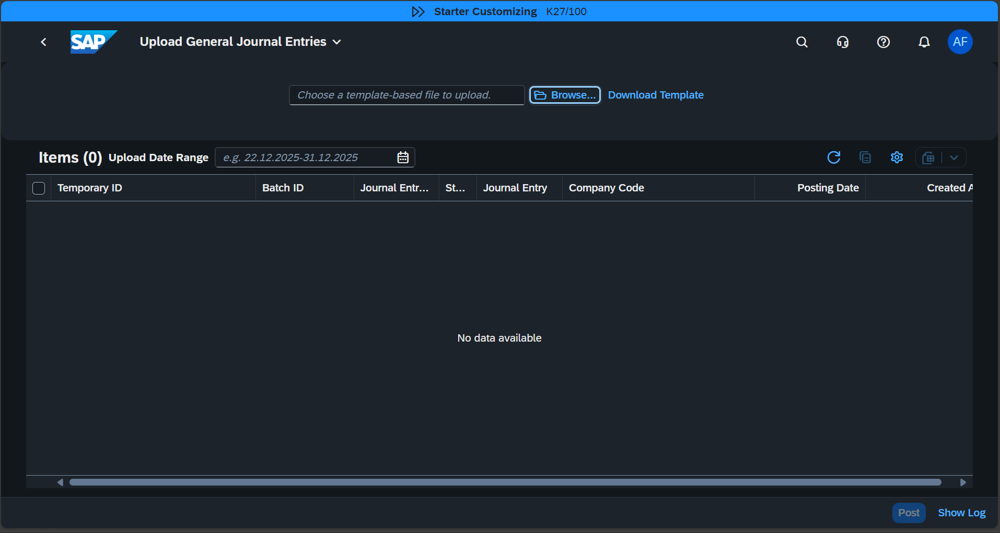 Starter Customizing K27/100
SAP Upload General Journal Entries AF
Choose a template-based file to upload. Browse... Download Template
Items (0) Upload Date Range e.g. 22.12.2025-31.12.2025
Temporary ID Batch ID Journal Entr... St... Journal Entry Company Code Posting Date Created A
No data available
Post Show Log